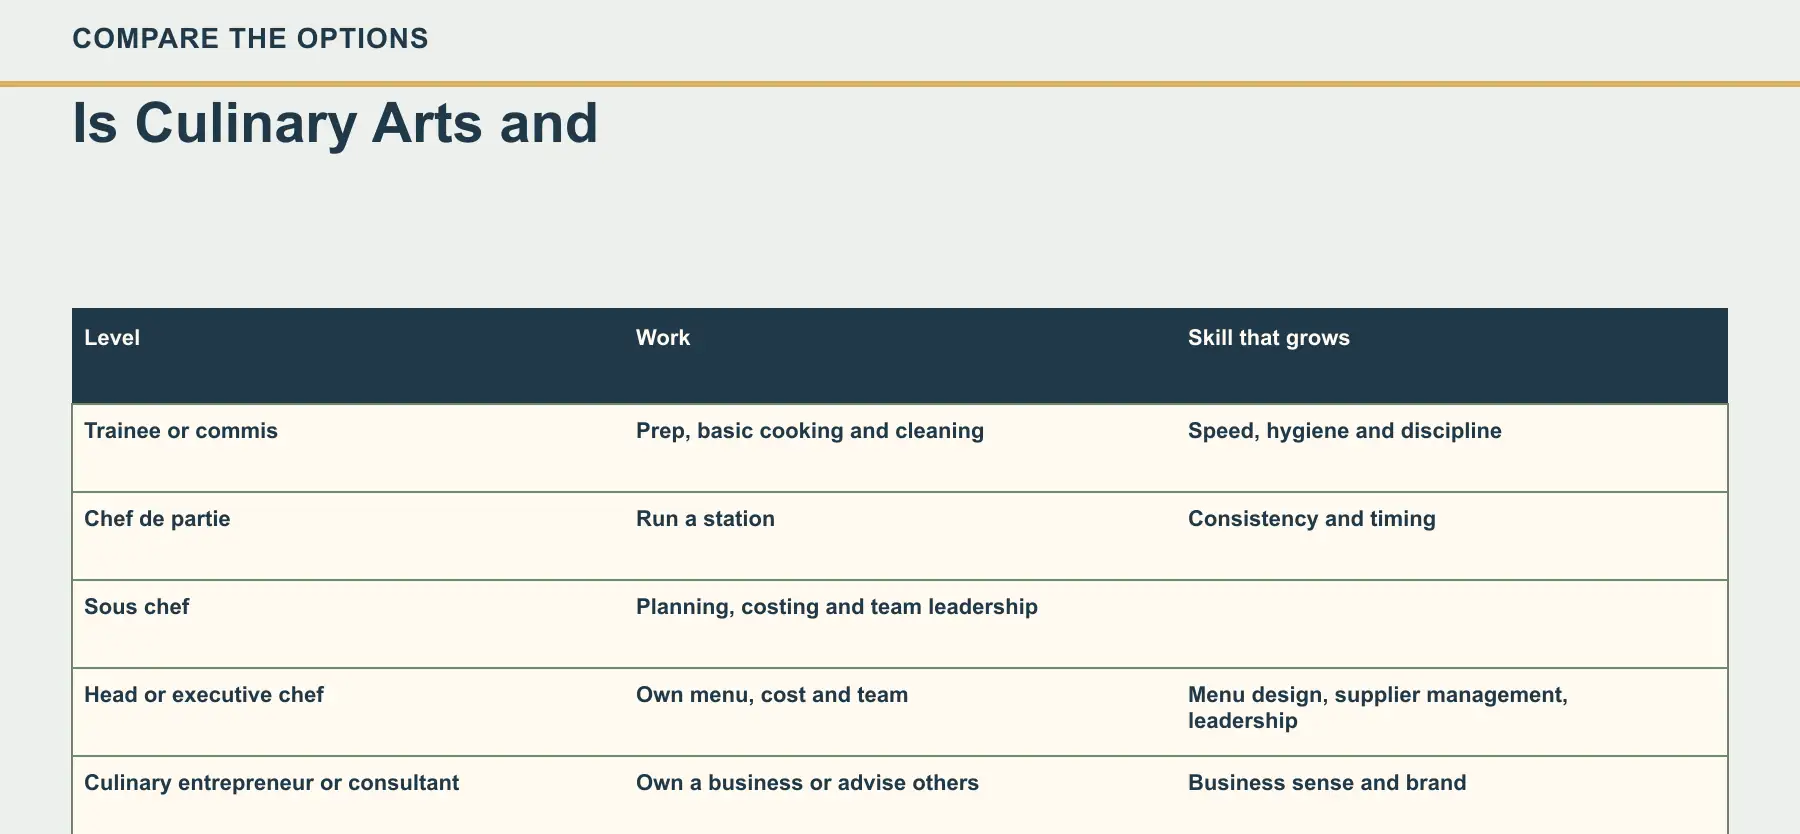 COMPARE THE OPTIONS
Is Culinary Arts and
Level Work Skill that grows
Trainee or commis Prep, basic cooking and cleaning Speed, hygiene and discipline
Chef de partie Run a station Consistency and timing
Sous chef Planning, costing and team leadership
Head or executive chef Own menu, cost and team Menu design, supplier management,
leadership
Culinary entrepreneur or consultant Own a business or advise others Business sense and brand